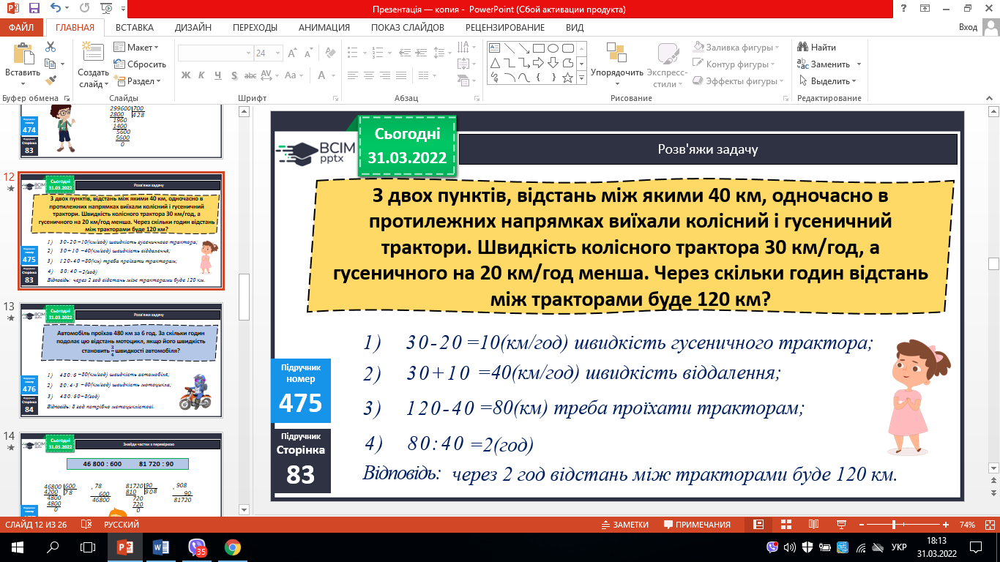 Презентація — копия - PowerPoint (Сбой активации продукта)
ФАЙЛ ГЛАВНАЯ ВСТАВКА ДИЗАЙН ПЕРЕХОДЫ АНИМАЦИЯ ПОКАЗ СЛАЙДОВ РЕЦЕНЗИРОВАНИЕ ВИД Вход
Вставить
Буфер обмена
Создать слайд
Макет
Сбросить
Раздел
Слайды
24
Ж К Ч S abc AV Aa A
Шрифт
Абзац
Упорядочить
Экспресс-стили
Заливка фигуры
Контур фигуры
Эффекты фигуры
Рисование
Найти
Заменить
Выделить
Редактирование
474
Сторінка
83
299600 700
2800 428
1960
1400
5600
5600
0
12
Сьогодні
31.03.2022
Розв'яжи задачу
З двох пунктів, відстань між якими 40 км, одночасно в
протилежних напрямках виїхали колісний і гусеничний
трактори. Швидкість колісного трактора 30 км/год, а
гусеничного на 20 км/год менша. Через скільки годин відстань
між тракторами буде 120 км?
1) 30-20=10(км/год) швидкість гусеничного трактора;
2) 30+10=40(км/год) швидкість віддалення;
3) 120-40=80(км) треба проїхати тракторам;
4) 80:40=2(год)
Відповідь: через 2 год відстань між тракторами буде 120 км.
475
Сторінка
83
13
Сьогодні
31.03.2022
Розв'яжи задачу
Автомобіль проїхав 480 км за 6 год. За скільки годин
подолає цю відстань мотоцикл, якщо його швидкість
становить 3/4 швидкості автомобіля?
1) 480:6=80(км/год) швидкість автомобіля;
2) 80:4·3=60(км/год) швидкість мотоцикла;
3) 480:60=8(год)
Відповідь: 8 год потрібно мотоциклістові.
476
Сторінка
84
14
Сьогодні
31.03.2022
Знайди частки з перевіркою
46 800 : 600 81 720 : 90
46800 600
4200 78
4800
4800
0
78
600
46800
81720 90
810 908
720
720
0
908
90
81720
BCIM
pptx
Сьогодні
31.03.2022
Розв'яжи задачу
З двох пунктів, відстань між якими 40 км, одночасно в
протилежних напрямках виїхали колісний і гусеничний
трактори. Швидкість колісного трактора 30 км/год, а
гусеничного на 20 км/год менша. Через скільки годин відстань
між тракторами буде 120 км?
1) 30-20=10(км/год) швидкість гусеничного трактора;
2) 30+10=40(км/год) швидкість віддалення;
3) 120-40=80(км) треба проїхати тракторам;
4) 80:40=2(год)
Відповідь: через 2 год відстань між тракторами буде 120 км.
Підручник
номер
475
Підручник
Сторінка
83
СЛАЙД 12 ИЗ 26 РУССКИЙ ЗАМЕТКИ ПРИМЕЧАНИЯ 74%
35
УКР
18:13
31.03.2022